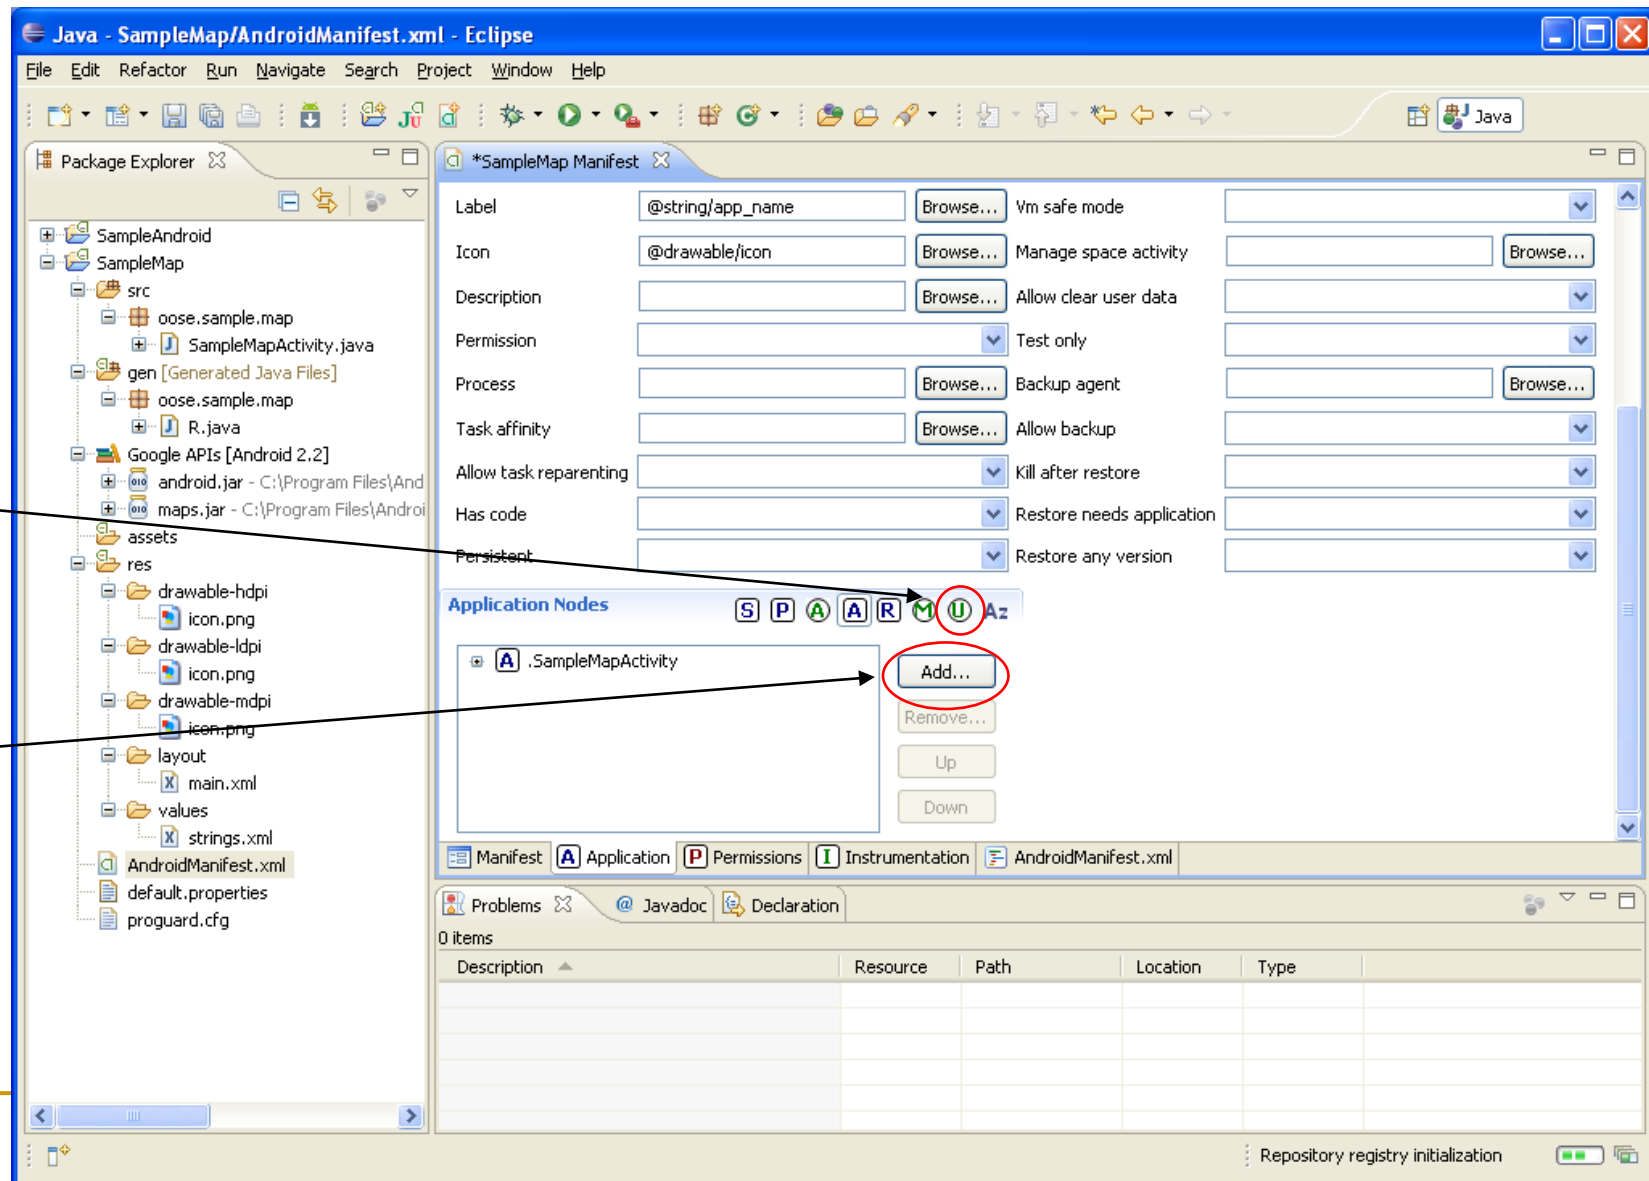 Java - SampleMap/AndroidManifest.xml - Eclipse
File Edit Refactor Run Navigate Search Project Window Help
Java
Package Explorer
SampleAndroid
SampleMap
src
oose.sample.map
SampleMapActivity.java
gen [Generated Java Files]
oose.sample.map
R.java
Google APIs [Android 2.2]
android.jar - C:\Program Files\And
maps.jar - C:\Program Files\Androi
assets
res
drawable-hdpi
icon.png
drawable-ldpi
icon.png
drawable-mdpi
icon.png
layout
main.xml
values
strings.xml
AndroidManifest.xml
default.properties
proguard.cfg
*SampleMap Manifest
Label @string/app_name Browse... Vm safe mode
Icon @drawable/icon Browse... Manage space activity Browse...
Description Browse... Allow clear user data
Permission Test only
Process Browse... Backup agent Browse...
Task affinity Browse... Allow backup
Allow task reparenting Kill after restore
Has code Restore needs application
Persistent Restore any version
Application Nodes S P A A R M U Az
A .SampleMapActivity
Add...
Remove...
Up
Down
Manifest A Application P Permissions I Instrumentation AndroidManifest.xml
Problems @ Javadoc Declaration
0 items
Description Resource Path Location Type
Repository registry initialization